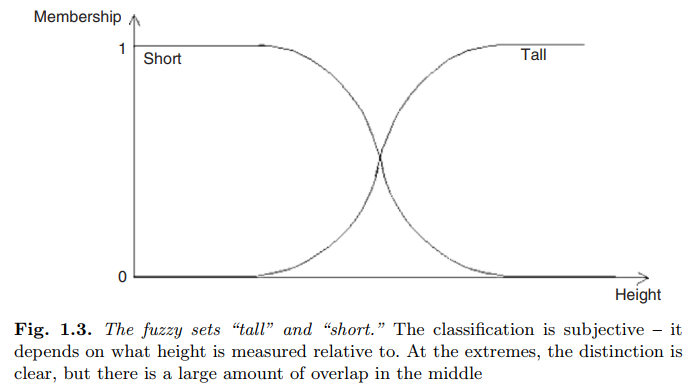 Membership
1
Short
Tall
0
Height
Fig. 1.3. The fuzzy sets “tall” and “short.” The classification is subjective – it
depends on what height is measured relative to. At the extremes, the distinction is
clear, but there is a large amount of overlap in the middle